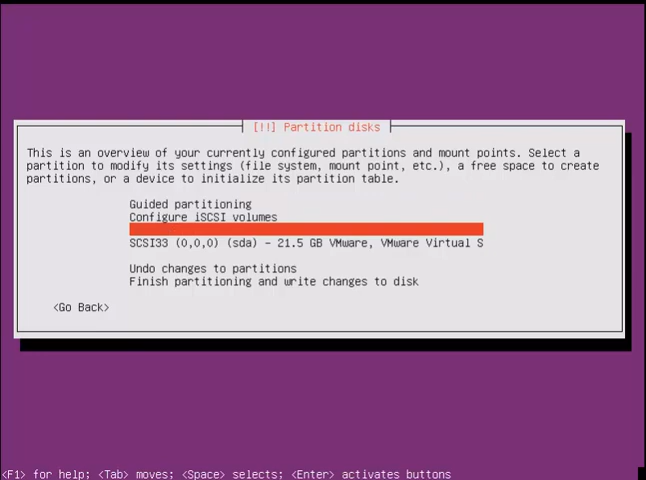 [!!] Partition disks
This is an overview of your currently configured partitions and mount points. Select a
partition to modify its settings (file system, mount point, etc.), a free space to create
partitions, or a device to initialize its partition table.
Guided partitioning
Configure iSCSI volumes
SCSI33 (0,0,0) (sda) - 21.5 GB VMware, VMware Virtual S
Undo changes to partitions
Finish partitioning and write changes to disk
<Go Back>
<F1> for help; <Tab> moves; <Space> selects; <Enter> activates buttons